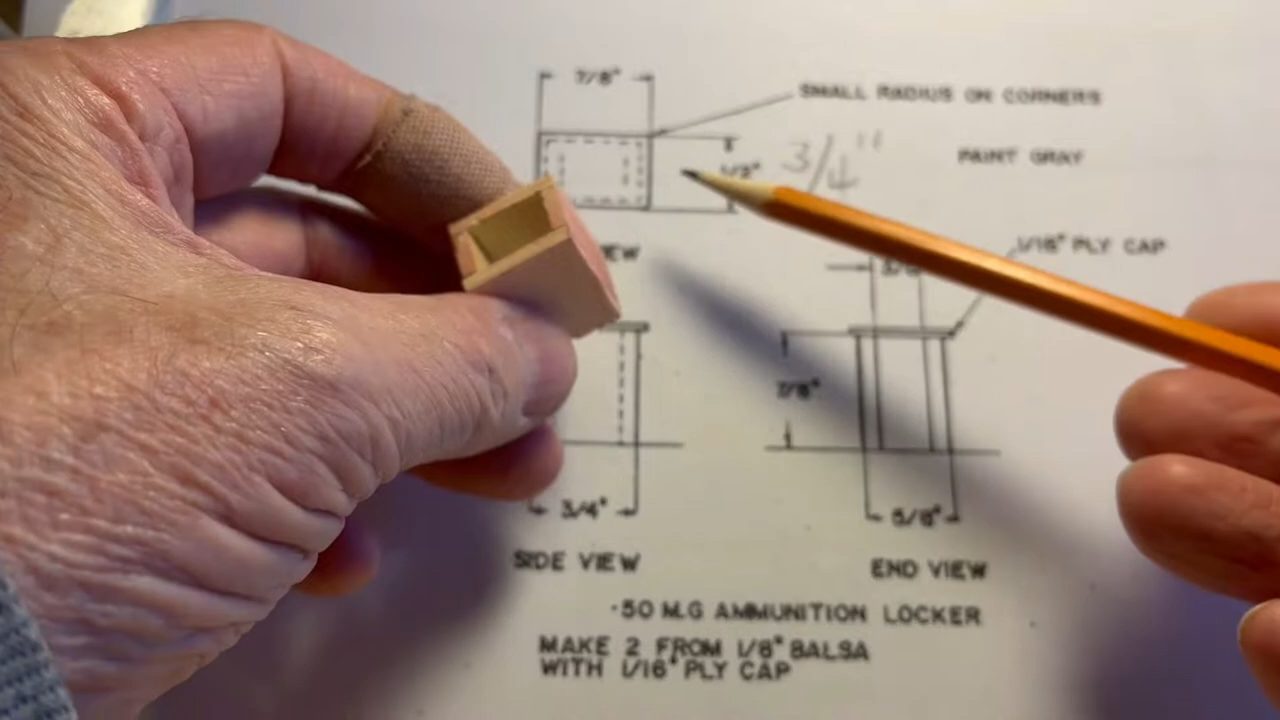 7/8"
SMALL RADIUS ON CORNERS
1/2"
3/4"
PAINT GRAY
1/16" PLY CAP
7/8"
3/4"
5/8"
SIDE VIEW
END VIEW
.50 M.G AMMUNITION LOCKER
MAKE 2 FROM 1/8" BALSA
WITH 1/16" PLY CAP